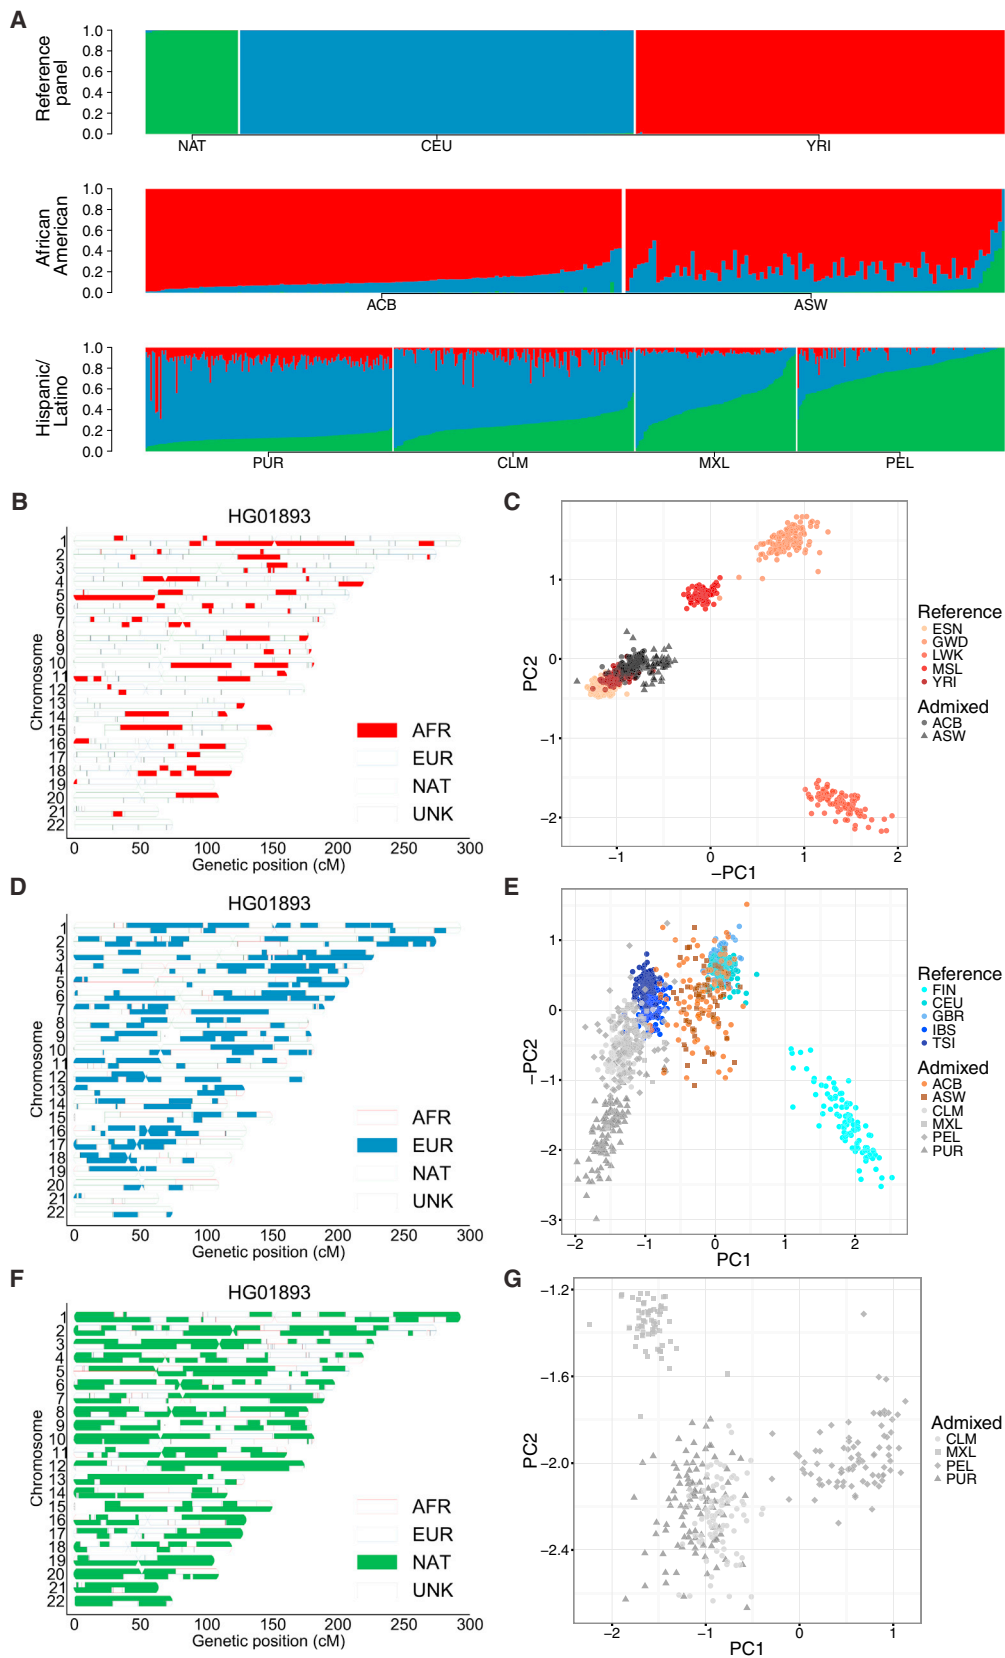 A
Reference
panel
1.0
0.8
0.6
0.4
0.2
0.0
NAT
CEU
YRI
African
American
1.0
0.8
0.6
0.4
0.2
0.0
ACB
ASW
Hispanic/
Latino
1.0
0.8
0.6
0.4
0.2
0.0
PUR
CLM
MXL
PEL
B
HG01893
Chromosome
1
2
3
4
5
6
7
8
9
10
11
12
13
14
15
16
17
18
19
20
21
22
AFR
EUR
NAT
UNK
0 50 100 150 200 250 300
Genetic position (cM)
C
PC2
1
0
−1
−2
−1 0 1 2
−PC1
Reference
ESN
GWD
LWK
MSL
YRI
Admixed
ACB
ASW
D
HG01893
Chromosome
1
2
3
4
5
6
7
8
9
10
11
12
13
14
15
16
17
18
19
20
21
22
AFR
EUR
NAT
UNK
0 50 100 150 200 250 300
Genetic position (cM)
E
−PC2
1
0
−1
−2
−3
−2 −1 0 1 2
PC1
Reference
FIN
CEU
GBR
IBS
TSI
Admixed
ACB
ASW
CLM
MXL
PEL
PUR
F
HG01893
Chromosome
1
2
3
4
5
6
7
8
9
10
11
12
13
14
15
16
17
18
19
20
21
22
AFR
EUR
NAT
UNK
0 50 100 150 200 250 300
Genetic position (cM)
G
PC2
−1.2
−1.6
−2.0
−2.4
−2 −1 0 1
PC1
Admixed
CLM
MXL
PEL
PUR